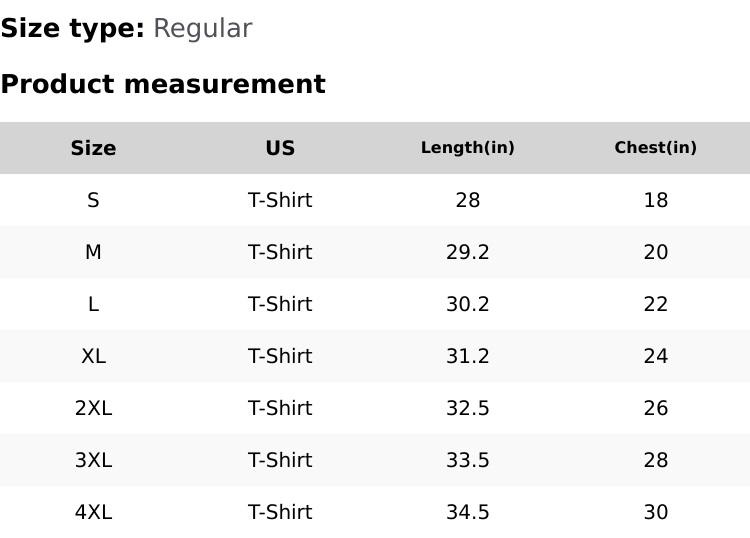 Size type: Regular
Product measurement
Size US Length(in) Chest(in)
S T-Shirt 28 18
M T-Shirt 29.2 20
L T-Shirt 30.2 22
XL T-Shirt 31.2 24
2XL T-Shirt 32.5 26
3XL T-Shirt 33.5 28
4XL T-Shirt 34.5 30